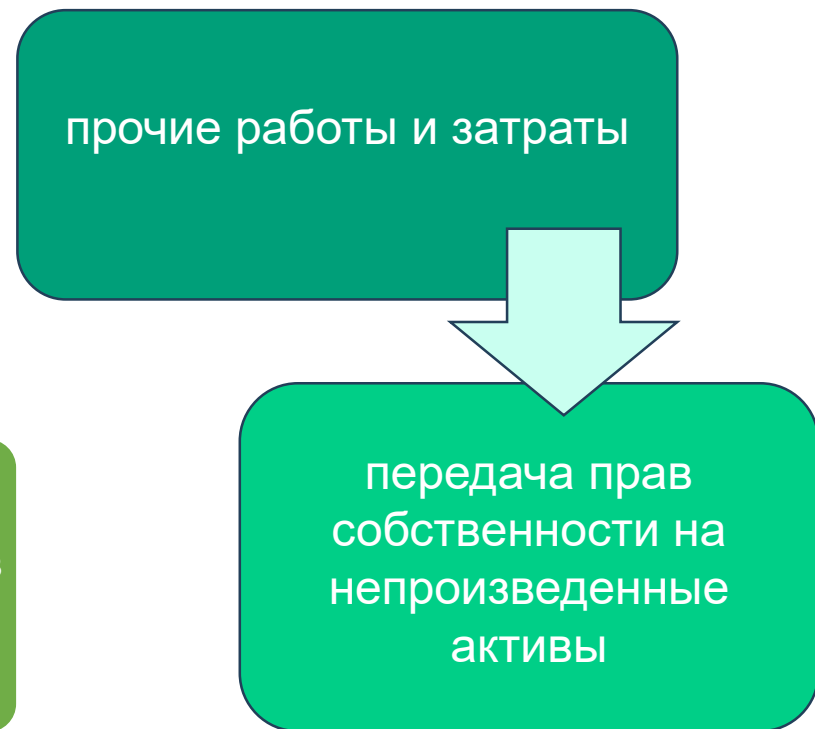 прочие работы и затраты
передача прав
собственности на
непроизведенные
активы